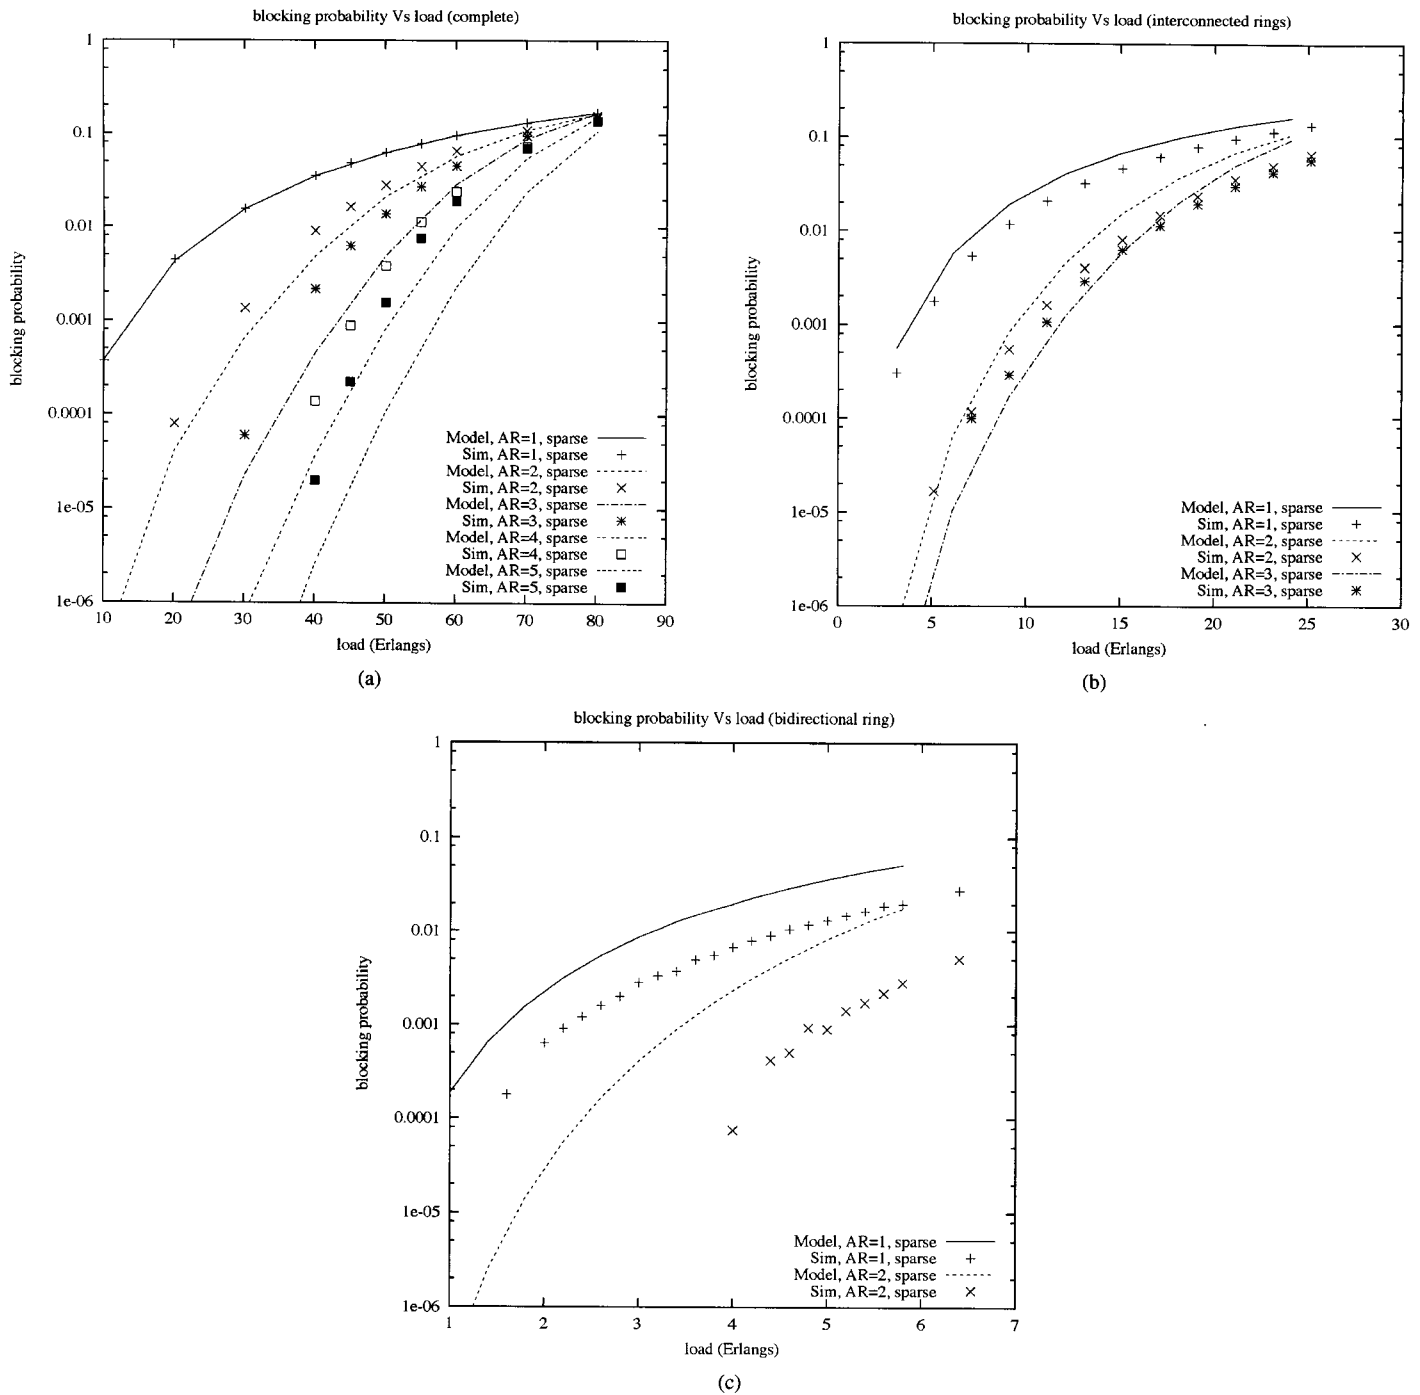 blocking probability Vs load (complete)
1
0.1
0.01
0.001
0.0001
1e-05
1e-06
blocking probability
Model, AR=1, sparse
Sim, AR=1, sparse
Model, AR=2, sparse
Sim, AR=2, sparse
Model, AR=3, sparse
Sim, AR=3, sparse
Model, AR=4, sparse
Sim, AR=4, sparse
Model, AR=5, sparse
Sim, AR=5, sparse
10 20 30 40 50 60 70 80 90
load (Erlangs)
(a)
blocking probability Vs load (interconnected rings)
1
0.1
0.01
0.001
0.0001
1e-05
1e-06
blocking probability
Model, AR=1, sparse
Sim, AR=1, sparse
Model, AR=2, sparse
Sim, AR=2, sparse
Model, AR=3, sparse
Sim, AR=3, sparse
0 5 10 15 20 25 30
load (Erlangs)
(b)
blocking probability Vs load (bidirectional ring)
1
0.1
0.01
0.001
0.0001
1e-05
1e-06
blocking probability
Model, AR=1, sparse
Sim, AR=1, sparse
Model, AR=2, sparse
Sim, AR=2, sparse
1 2 3 4 5 6 7
load (Erlangs)
(c)